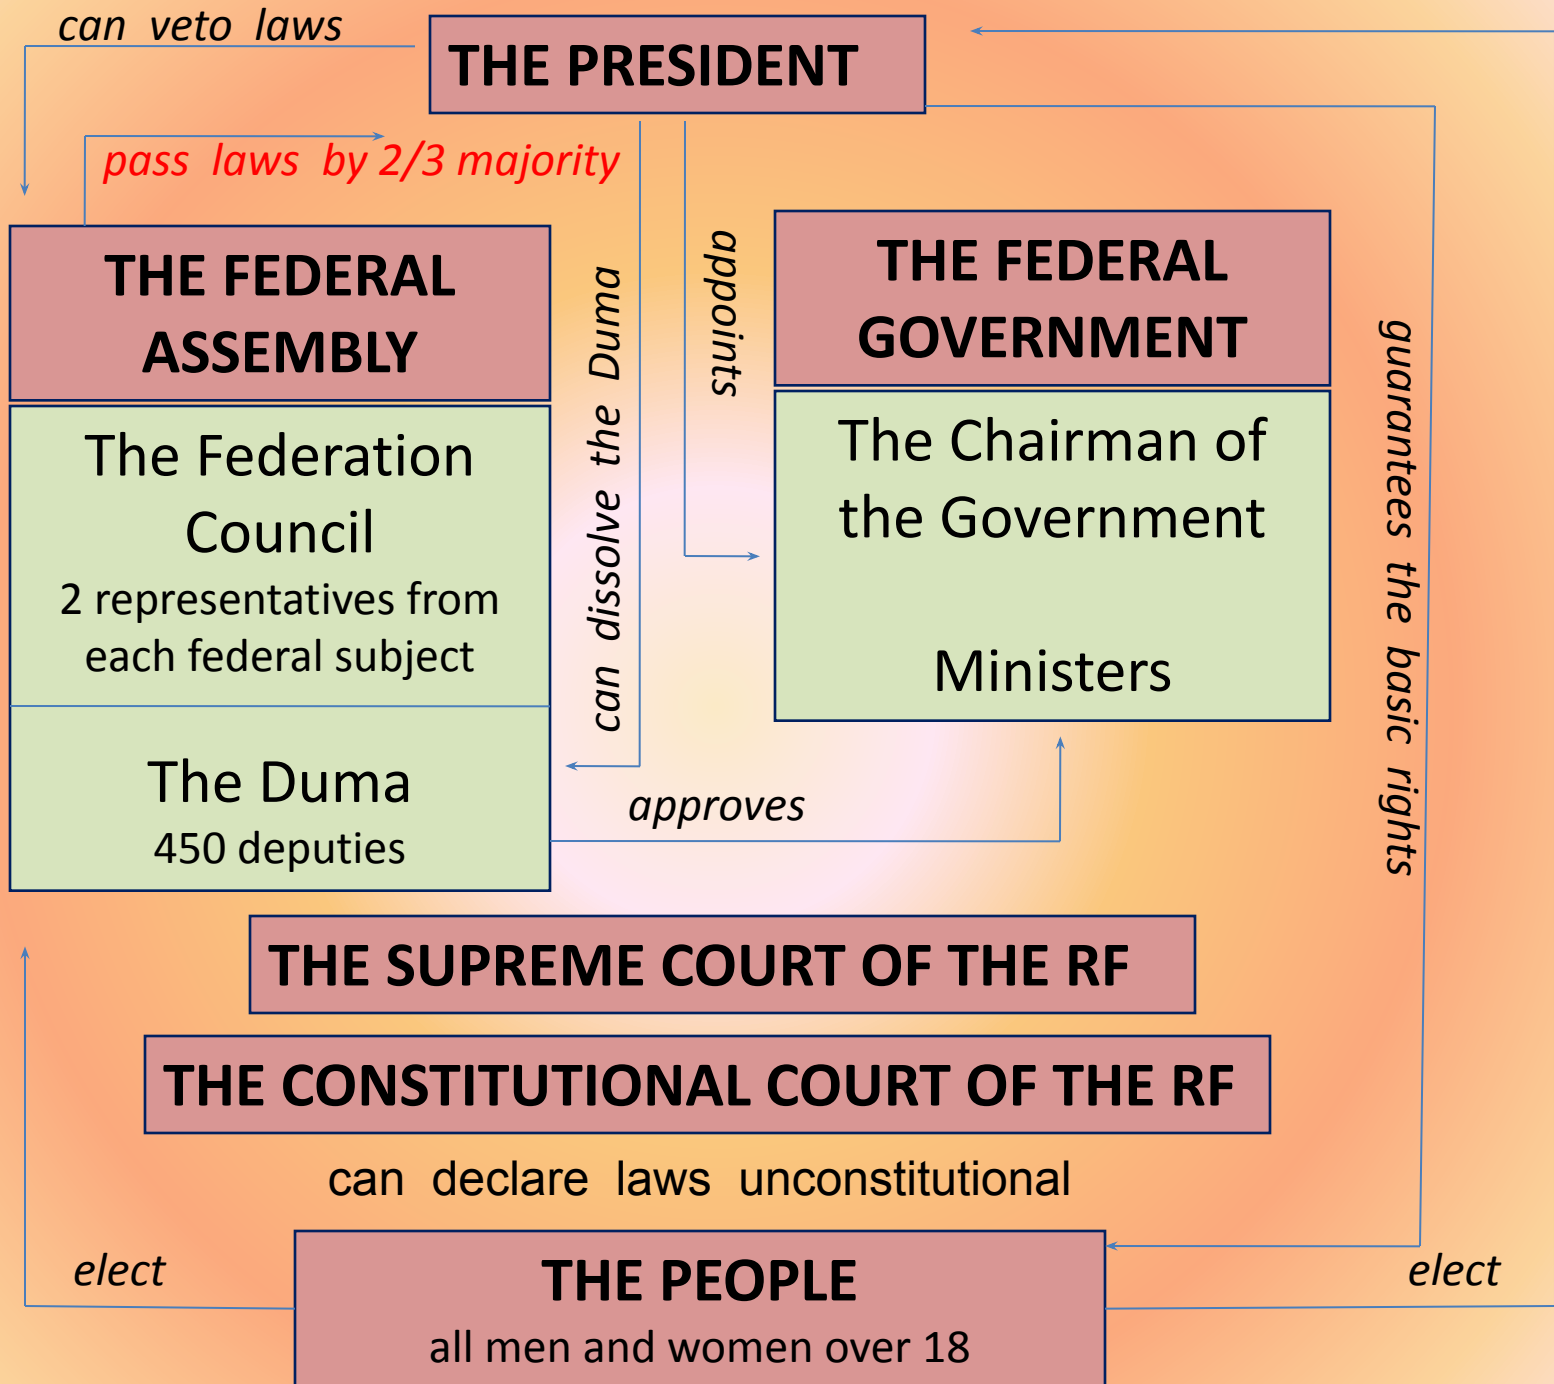 can veto laws
THE PRESIDENT
pass laws by 2/3 majority
THE FEDERAL
ASSEMBLY
The Federation
Council
2 representatives from
each federal subject
The Duma
450 deputies
can dissolve the Duma
appoints
THE FEDERAL
GOVERNMENT
The Chairman of
the Government
Ministers
guarantees the basic rights
approves
THE SUPREME COURT OF THE RF
THE CONSTITUTIONAL COURT OF THE RF
can declare laws unconstitutional
elect
THE PEOPLE
all men and women over 18
elect